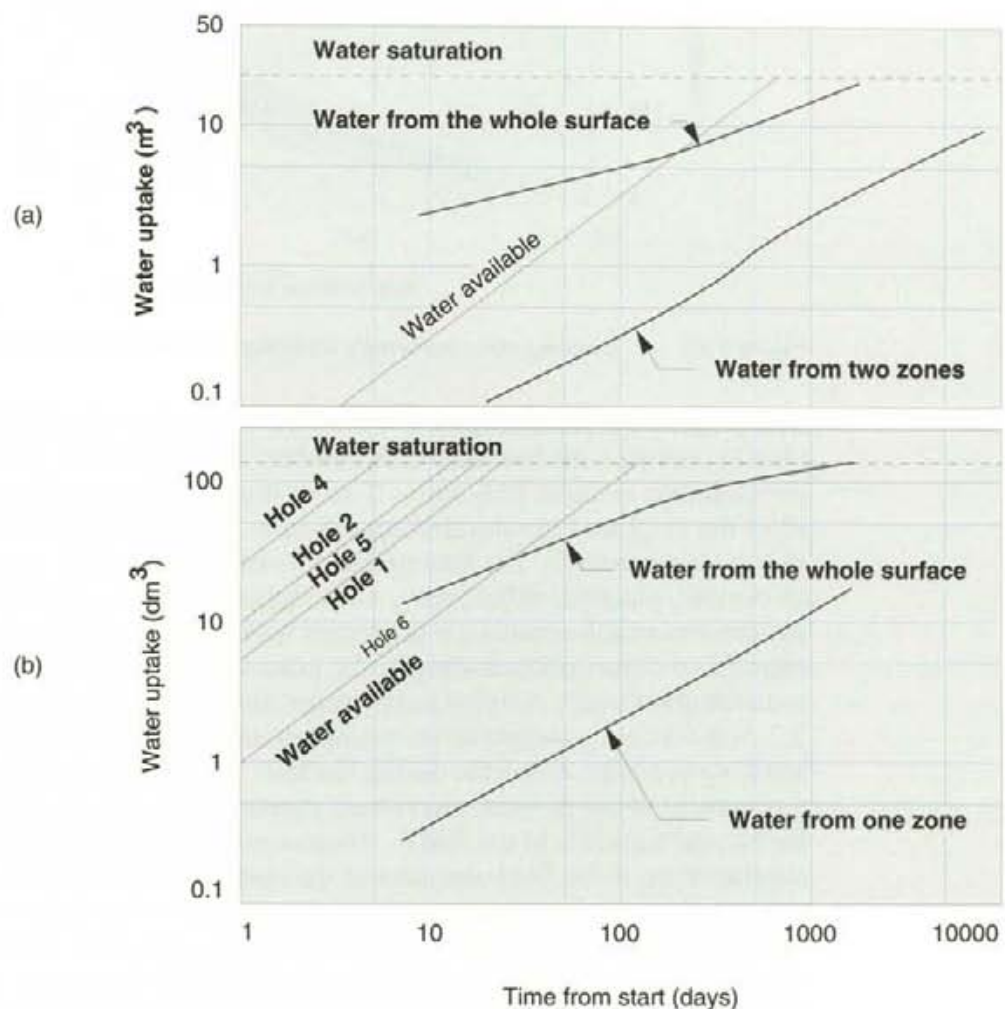 50
Water saturation
Water from the whole surface
10
Water uptake (m3)
(a)
Water available
1
Water from two zones
0.1
Water saturation
100
Hole 4
Hole 2
Hole 5
Hole 1
Water from the whole surface
10
Hole 6
Water uptake (dm3)
(b)
Water available
1
Water from one zone
0.1
1 10 100 1000 10000
Time from start (days)